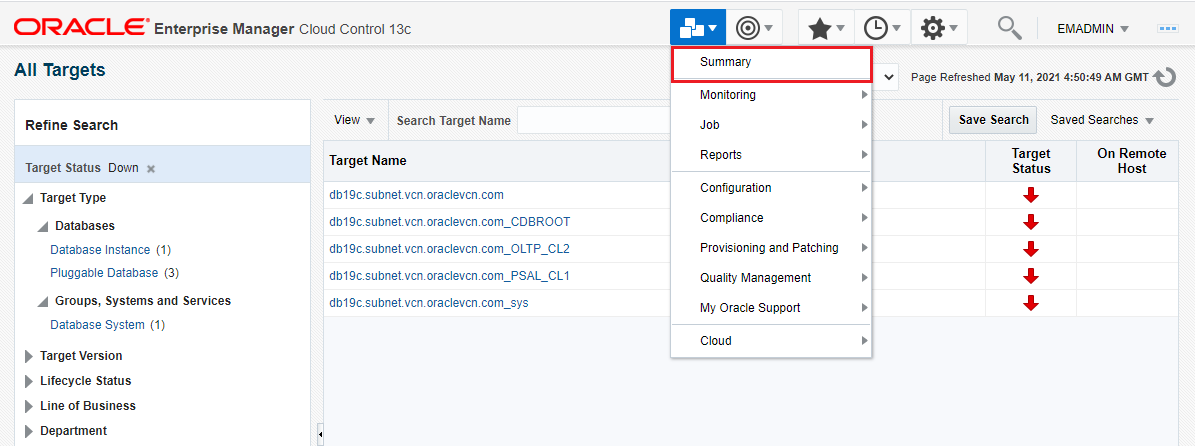 ORACLE Enterprise Manager Cloud Control 13c
EMADMIN
All Targets
Page Refreshed May 11, 2021 4:50:49 AM GMT
Summary
Monitoring
Job
Reports
Configuration
Compliance
Provisioning and Patching
Quality Management
My Oracle Support
Cloud
Refine Search
Target Status Down
Target Type
Databases
Database Instance (1)
Pluggable Database (3)
Groups, Systems and Services
Database System (1)
Target Version
Lifecycle Status
Line of Business
Department
View
Search Target Name
Save Search
Saved Searches
Target Name
Target Status
On Remote Host
db19c.subnet.vcn.oraclevcn.com
db19c.subnet.vcn.oraclevcn.com_CDBROOT
db19c.subnet.vcn.oraclevcn.com_OLTP_CL2
db19c.subnet.vcn.oraclevcn.com_PSAL_CL1
db19c.subnet.vcn.oraclevcn.com_sys